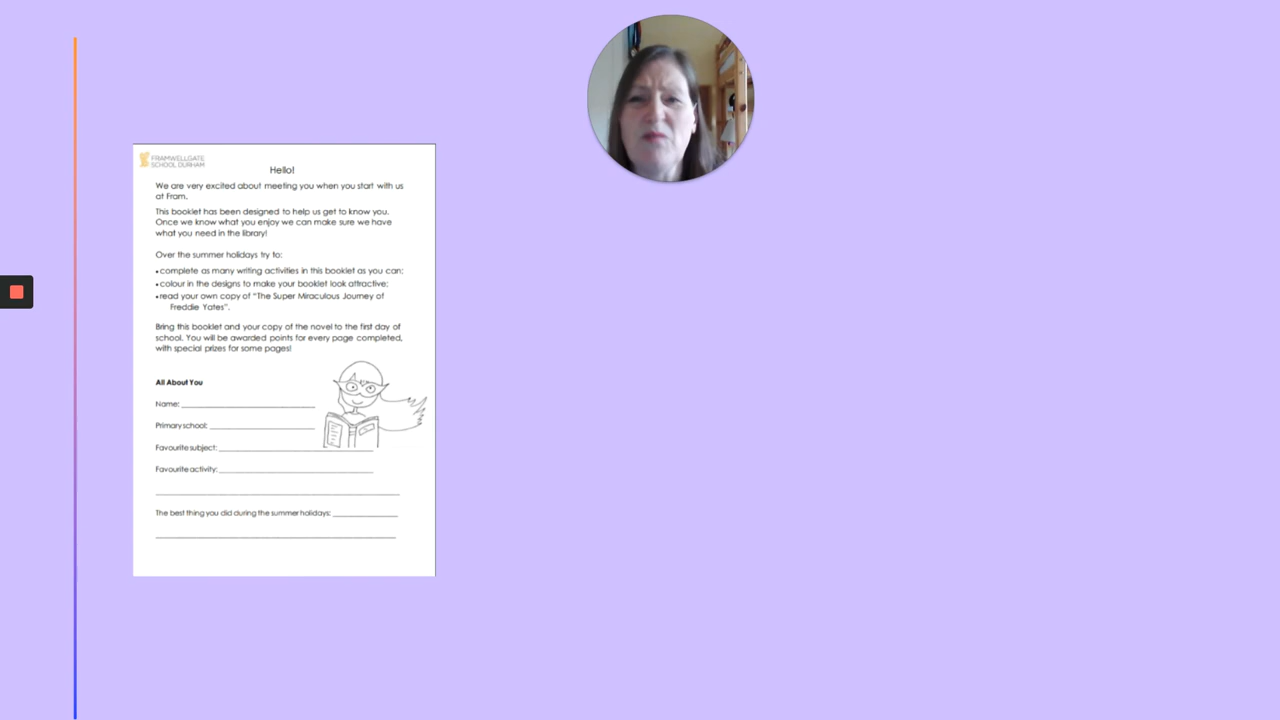 FRAMWELLGATE
SCHOOL DURHAM
Hello!
We are very excited about meeting you when you start with us
at Fram.
This booklet has been designed to help us get to know you.
Once we know what you enjoy we can make sure we have
what you need in the library!
Over the summer holidays try to:
•complete as many writing activities in this booklet as you can;
•colour in the designs to make your booklet look attractive;
•read your own copy of “The Super Miraculous Journey of
Freddie Yates”.
Bring this booklet and your copy of the novel to the first day of
school. You will be awarded points for every page completed,
with special prizes for some pages!
All About You
Name:
Primary school:
Favourite subject:
Favourite activity:
The best thing you did during the summer holidays: